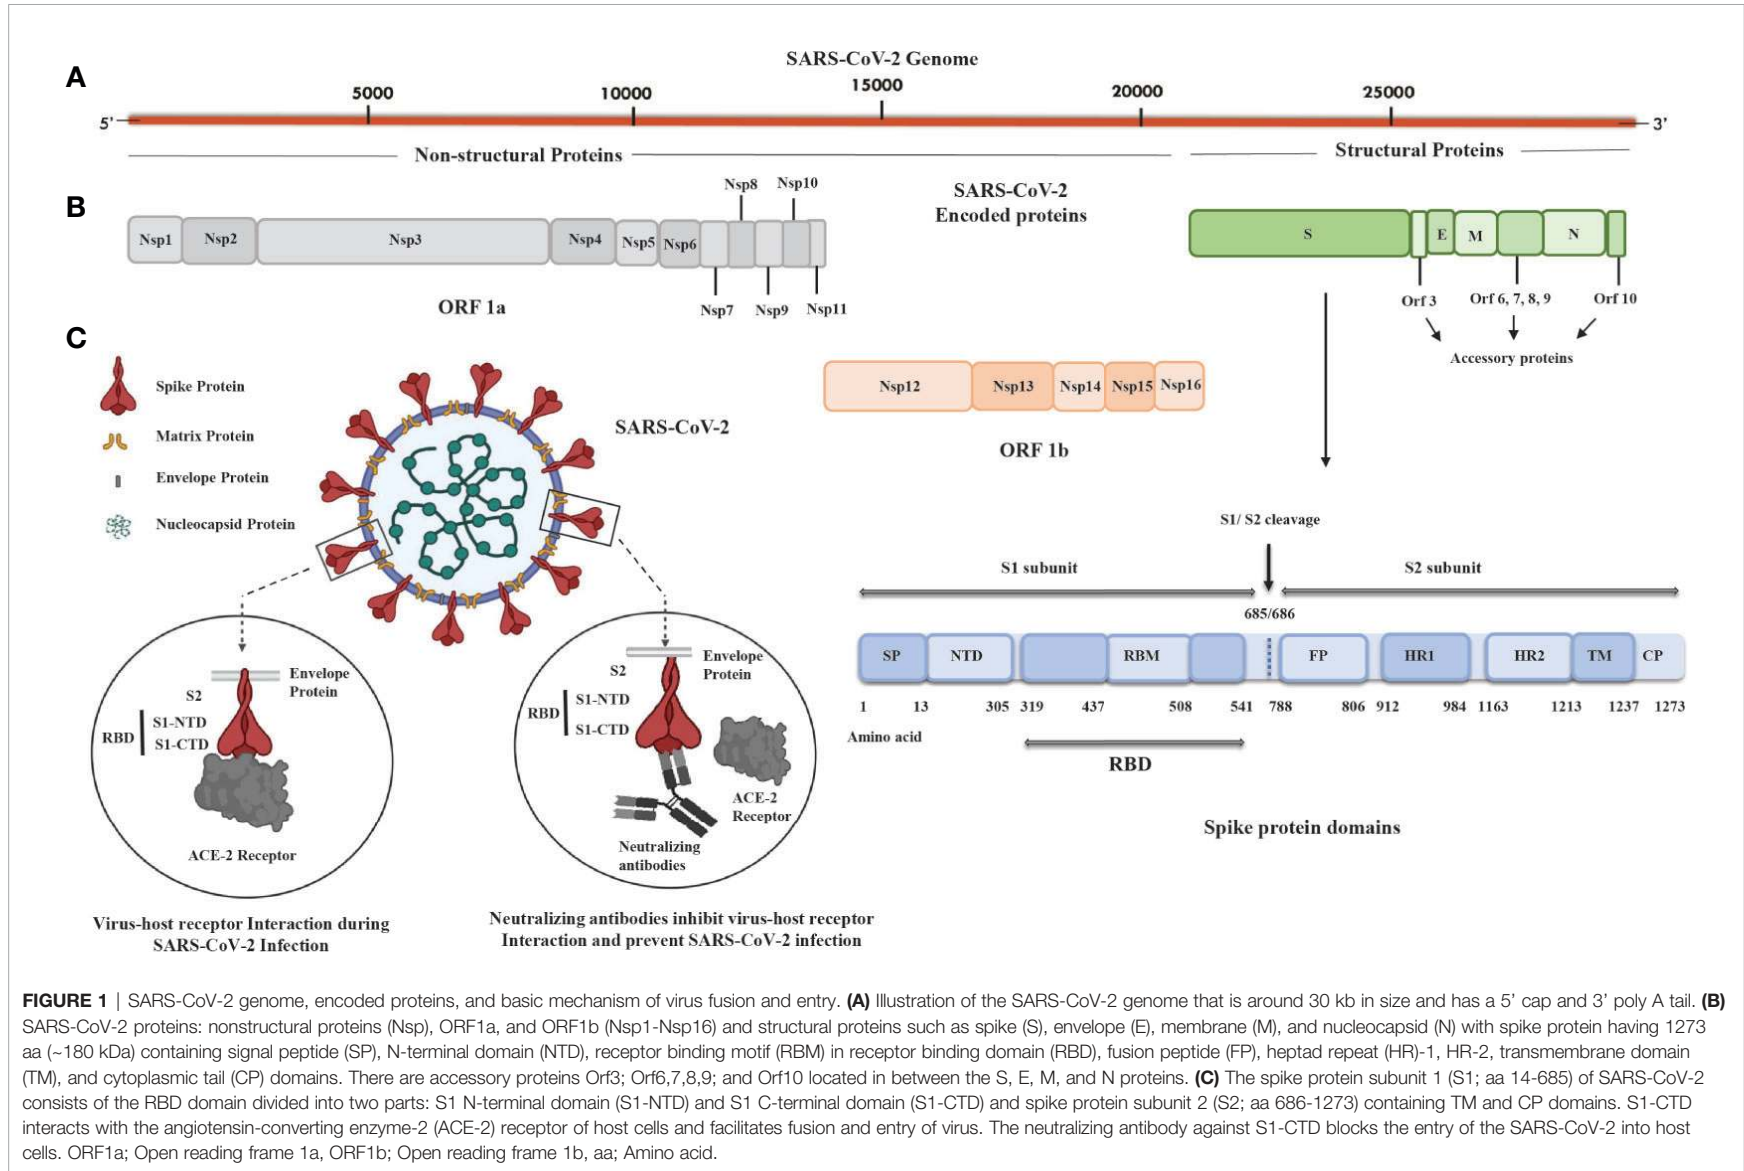 SARS-CoV-2 Genome
A
5000
10000
15000
20000
25000
5’
3’
Non-structural Proteins
Structural Proteins
B
Nsp8
Nsp10
SARS-CoV-2
Encoded proteins
Nsp1
Nsp2
Nsp3
Nsp4
Nsp5
Nsp6
S
E
M
N
Nsp7
Nsp9
Nsp11
ORF 1a
Orf 3
Orf 6, 7, 8, 9
Orf 10
Accessory proteins
C
Spike Protein
Matrix Protein
Envelope Protein
Nucleocapsid Protein
SARS-CoV-2
Nsp12
Nsp13
Nsp14
Nsp15
Nsp16
ORF 1b
S1/ S2 cleavage
S1 subunit
S2 subunit
685/686
SP
NTD
RBM
FP
HR1
HR2
TM
CP
1
13
305
319
437
508
541
788
806
912
984
1163
1213
1237
1273
Amino acid
RBD
Spike protein domains
Envelope
Protein
S2
RBD
S1-NTD
S1-CTD
ACE-2 Receptor
Envelope
Protein
S2
RBD
S1-NTD
S1-CTD
ACE-2
Receptor
Neutralizing
antibodies
Virus-host receptor Interaction during
SARS-CoV-2 Infection
Neutralizing antibodies inhibit virus-host receptor
Interaction and prevent SARS-CoV-2 infection
FIGURE 1 | SARS-CoV-2 genome, encoded proteins, and basic mechanism of virus fusion and entry. (A) Illustration of the SARS-CoV-2 genome that is around 30 kb in size and has a 5’ cap and 3’ poly A tail. (B)
SARS-CoV-2 proteins: nonstructural proteins (Nsp), ORF1a, and ORF1b (Nsp1-Nsp16) and structural proteins such as spike (S), envelope (E), membrane (M), and nucleocapsid (N) with spike protein having 1273
aa (~180 kDa) containing signal peptide (SP), N-terminal domain (NTD), receptor binding motif (RBM) in receptor binding domain (RBD), fusion peptide (FP), heptad repeat (HR)-1, HR-2, transmembrane domain
(TM), and cytoplasmic tail (CP) domains. There are accessory proteins Orf3; Orf6,7,8,9; and Orf10 located in between the S, E, M, and N proteins. (C) The spike protein subunit 1 (S1; aa 14-685) of SARS-CoV-2
consists of the RBD domain divided into two parts: S1 N-terminal domain (S1-NTD) and S1 C-terminal domain (S1-CTD) and spike protein subunit 2 (S2; aa 686-1273) containing TM and CP domains. S1-CTD
interacts with the angiotensin-converting enzyme-2 (ACE-2) receptor of host cells and facilitates fusion and entry of virus. The neutralizing antibody against S1-CTD blocks the entry of the SARS-CoV-2 into host
cells. ORF1a; Open reading frame 1a, ORF1b; Open reading frame 1b, aa; Amino acid.